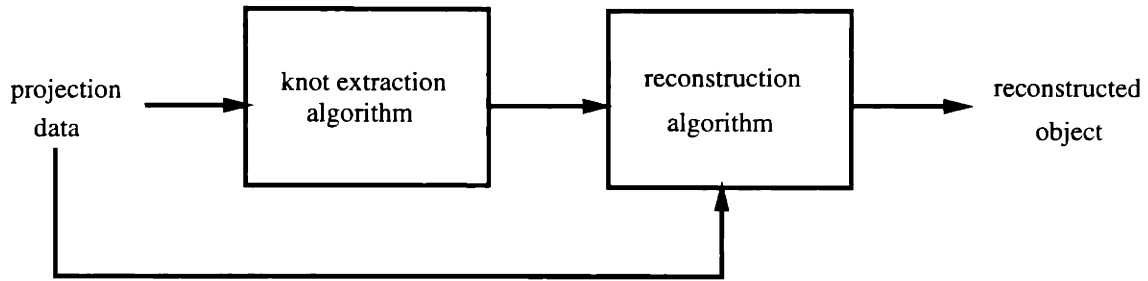 projection
data
knot extraction
algorithm
reconstruction
algorithm
reconstructed
object